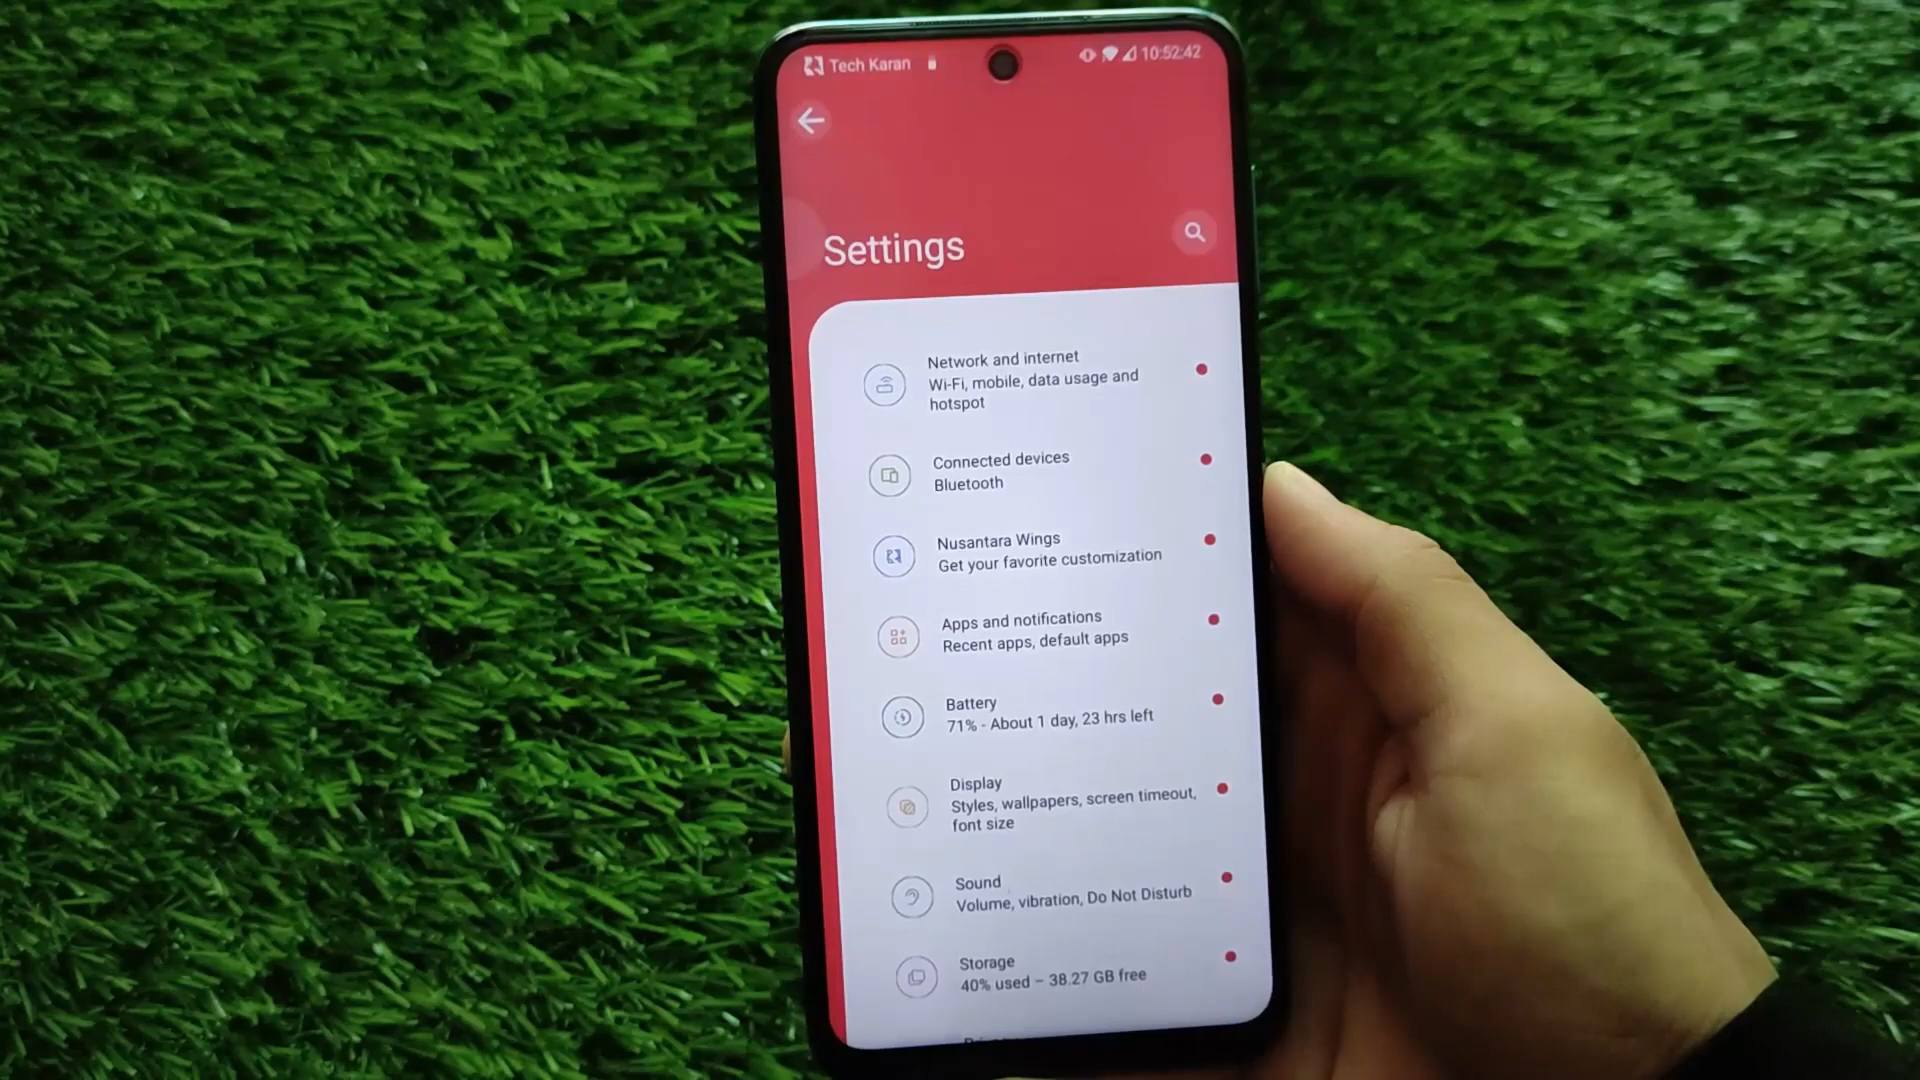 Tech Karan
10:52:42
Settings
Network and internet
Wi-Fi, mobile, data usage and
hotspot
Connected devices
Bluetooth
Nusantara Wings
Get your favorite customization
Apps and notifications
Recent apps, default apps
Battery
71% - About 1 day, 23 hrs left
Display
Styles, wallpapers, screen timeout,
font size
Sound
Volume, vibration, Do Not Disturb
Storage
40% used – 38.27 GB free